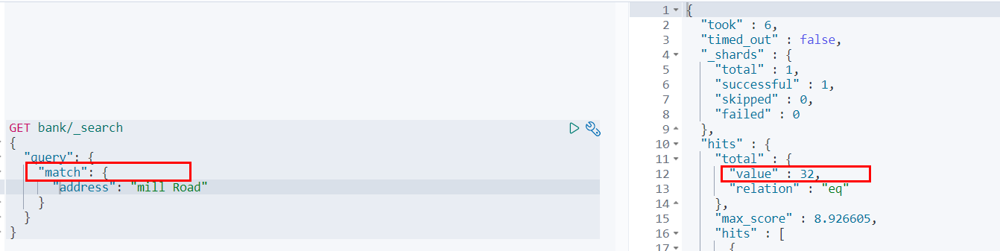 GET bank/_search
{
  "query": {
    "match": {
      "address": "mill Road"
    }
  }
}
1 {
2 "took" : 6,
3 "timed_out" : false,
4 "_shards" : {
5 "total" : 1,
6 "successful" : 1,
7 "skipped" : 0,
8 "failed" : 0
9 },
10 "hits" : {
11 "total" : {
12 "value" : 32,
13 "relation" : "eq"
14 },
15 "max_score" : 8.926605,
16 "hits" : [
17 {